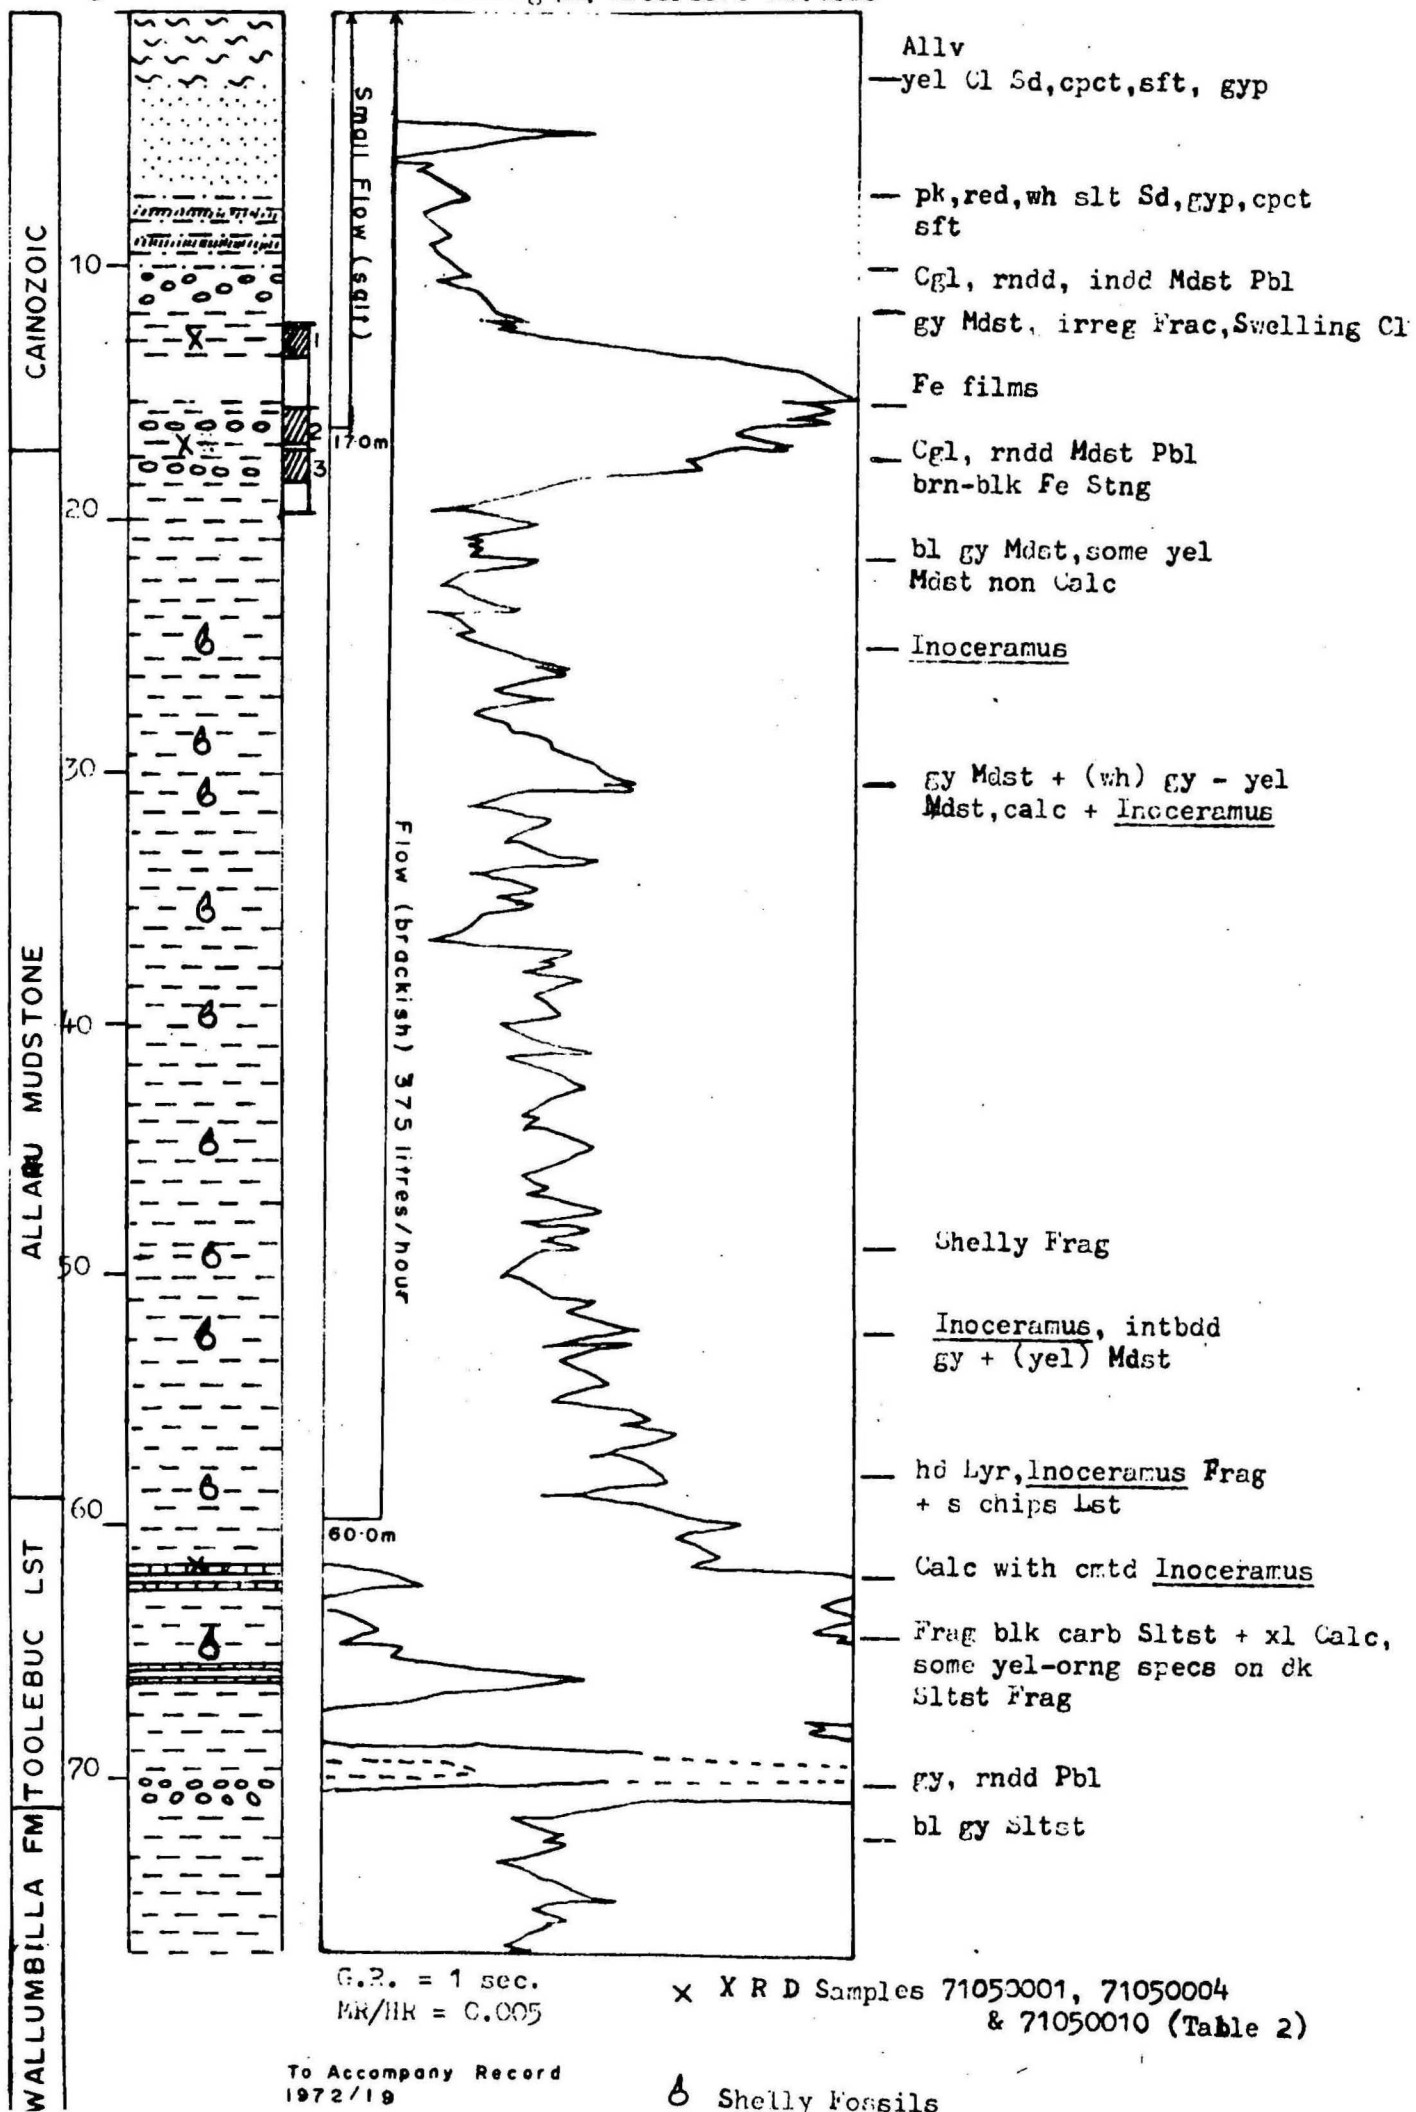 Allv
yel Cl Sd,cpct,sft, gyp
pk,red,wh slt Sd,gyp,cpct
sft
Cgl, rndd, indd Mdst Pbl
gy Mdst, irreg Frac,Swelling Cl
Fe films
Cgl, rndd Mdst Pbl
brn-blk Fe Stng
bl gy Mdst,some yel
Mdst non Calc
Inoceramus
gy Mdst + (wh) gy - yel
Mdst,calc + Inoceramus
Shelly Frag
Inoceramus, intbdd
gy + (yel) Mdst
hd Lyr,Inoceramus Frag
+ s chips Lst
Calc with cmtd Inoceramus
Frag blk carb Sltst + xl Calc,
some yel-orng specs on dk
Sltst Frag
gy, rndd Pbl
bl gy Sltst
CAINOZOIC
ALLARU MUDSTONE
TOOLEBUC LST
WALLUMBILLA FM
10
20
30
40
50
60
70
X
1
2
X
3
X
Small Flow (salt)
17·0m
Flow (brackish) 375 litres/hour
60·0m
G.R. = 1 sec.
MR/HR = 0.005
X X R D Samples 71050001, 71050004
& 71050010 (Table 2)
To Accompany Record
1972/19
Shelly Fossils